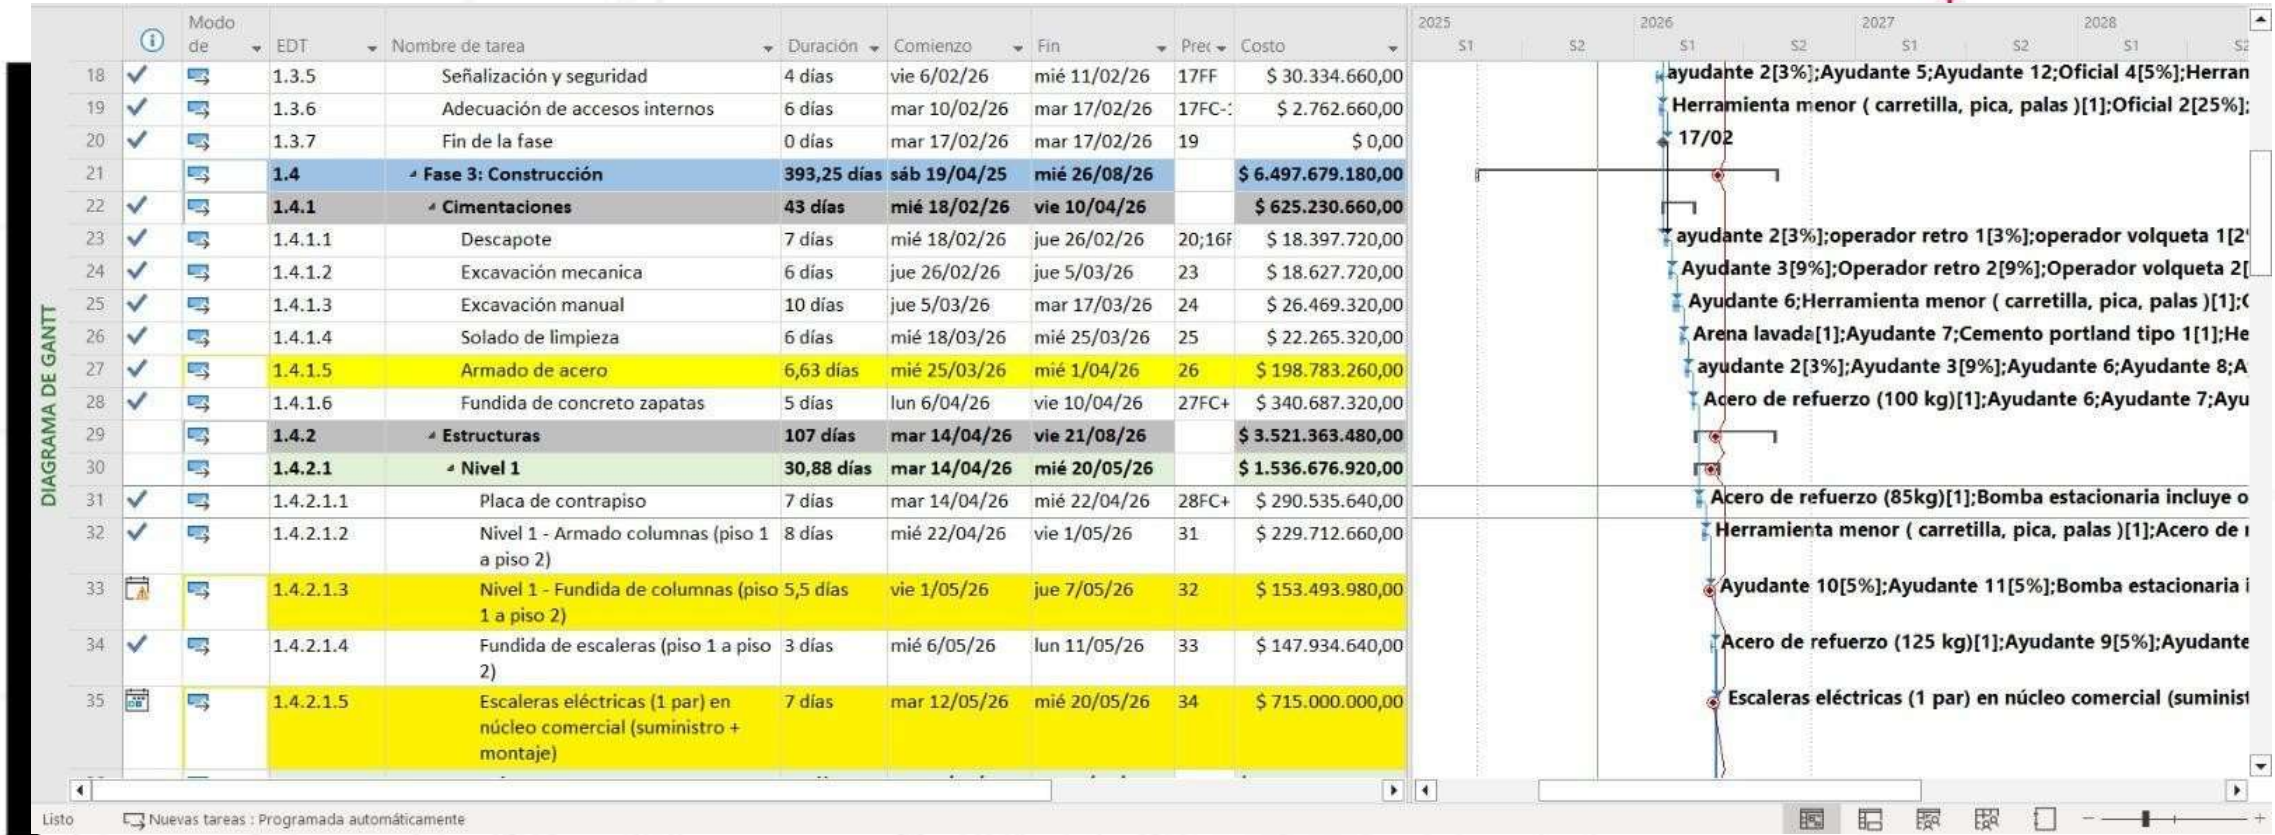 2025 2026 2027 2028
Modo de EDT Nombre de tarea Duración Comienzo Fin Prec Costo S1 S2 S1 S2 S1 S2 S1 S2
18 1.3.5 Señalización y seguridad 4 días vie 6/02/26 mié 11/02/26 17FF $ 30.334.660,00 ayudante 2[3%];Ayudante 5;Ayudante 12;Oficial 4[5%];Herran
19 1.3.6 Adecuación de accesos internos 6 días mar 10/02/26 mar 17/02/26 17FC-1 $ 2.762.660,00 Herramienta menor ( carretilla, pica, palas )[1];Oficial 2[25%];
20 1.3.7 Fin de la fase 0 días mar 17/02/26 mar 17/02/26 19 $ 0,00 17/02
21 1.4 Fase 3: Construcción 393,25 días sáb 19/04/25 mié 26/08/26 $ 6.497.679.180,00
22 1.4.1 Cimentaciones 43 días mié 18/02/26 vie 10/04/26 $ 625.230.660,00
23 1.4.1.1 Descapote 7 días mié 18/02/26 jue 26/02/26 20;16F $ 18.397.720,00 ayudante 2[3%];operador retro 1[3%];operador volqueta 1[2
24 1.4.1.2 Excavación mecanica 6 días jue 26/02/26 jue 5/03/26 23 $ 18.627.720,00 Ayudante 3[9%];Operador retro 2[9%];Operador volqueta 2[
25 1.4.1.3 Excavación manual 10 días jue 5/03/26 mar 17/03/26 24 $ 26.469.320,00 Ayudante 6;Herramienta menor ( carretilla, pica, palas )[1];
26 1.4.1.4 Solado de limpieza 6 días mié 18/03/26 mié 25/03/26 25 $ 22.265.320,00 Arena lavada[1];Ayudante 7;Cemento portland tipo 1[1];He
27 1.4.1.5 Armado de acero 6,63 días mié 25/03/26 mié 1/04/26 26 $ 198.783.260,00 ayudante 2[3%];Ayudante 3[9%];Ayudante 6;Ayudante 8;A
28 1.4.1.6 Fundida de concreto zapatas 5 días lun 6/04/26 vie 10/04/26 27FC+ $ 340.687.320,00 Acero de refuerzo (100 kg)[1];Ayudante 6;Ayudante 7;Ayu
29 1.4.2 Estructuras 107 días mar 14/04/26 vie 21/08/26 $ 3.521.363.480,00
30 1.4.2.1 Nivel 1 30,88 días mar 14/04/26 mié 20/05/26 $ 1.536.676.920,00
31 1.4.2.1.1 Placa de contrapiso 7 días mar 14/04/26 mié 22/04/26 28FC+ $ 290.535.640,00 Acero de refuerzo (85kg)[1];Bomba estacionaria incluye o
32 1.4.2.1.2 Nivel 1 - Armado columnas (piso 1 8 días mié 22/04/26 vie 1/05/26 31 $ 229.712.660,00 Herramienta menor ( carretilla, pica, palas )[1];Acero de
a piso 2)
33 1.4.2.1.3 Nivel 1 - Fundida de columnas (piso 5,5 días vie 1/05/26 jue 7/05/26 32 $ 153.493.980,00 Ayudante 10[5%];Ayudante 11[5%];Bomba estacionaria i
1 a piso 2)
34 1.4.2.1.4 Fundida de escaleras (piso 1 a piso 3 días mié 6/05/26 lun 11/05/26 33 $ 147.934.640,00 Acero de refuerzo (125 kg)[1];Ayudante 9[5%];Ayudante
2)
35 1.4.2.1.5 Escaleras eléctricas (1 par) en 7 días mar 12/05/26 mié 20/05/26 34 $ 715.000.000,00 Escaleras eléctricas (1 par) en núcleo comercial (suminist
núcleo comercial (suministro +
montaje)
DIAGRAMA DE GANTT
Listo Nuevas tareas : Programada automáticamente